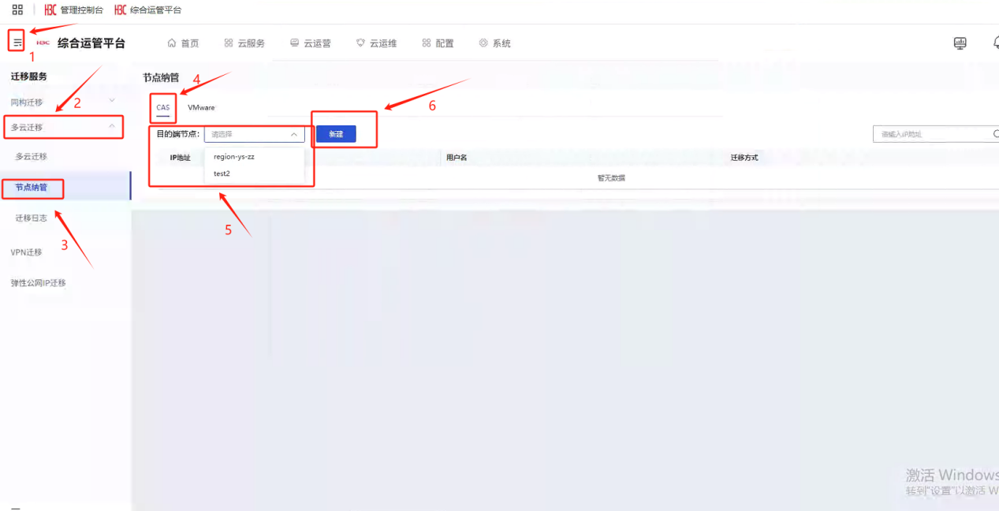 H3C 管理控制台 H3C 综合运管平台
H3C 综合运管平台 首页 云服务 云运营 云运维 配置 系统
1
迁移服务
同构迁移
2
多云迁移
多云迁移
节点纳管
迁移日志
3
VPN迁移
弹性公网IP迁移
节点纳管
4
CAS VMware
6
目的端节点: 请选择 新建 请输入IP地址
IP地址 用户名 迁移方式
region-ys-zz
test2
暂无数据
5
激活 Windows
转到"设置"以激活 W